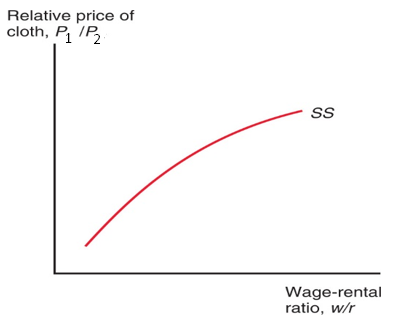 Relative price of
cloth, P1 /P2
SS
Wage-rental
ratio, w/r